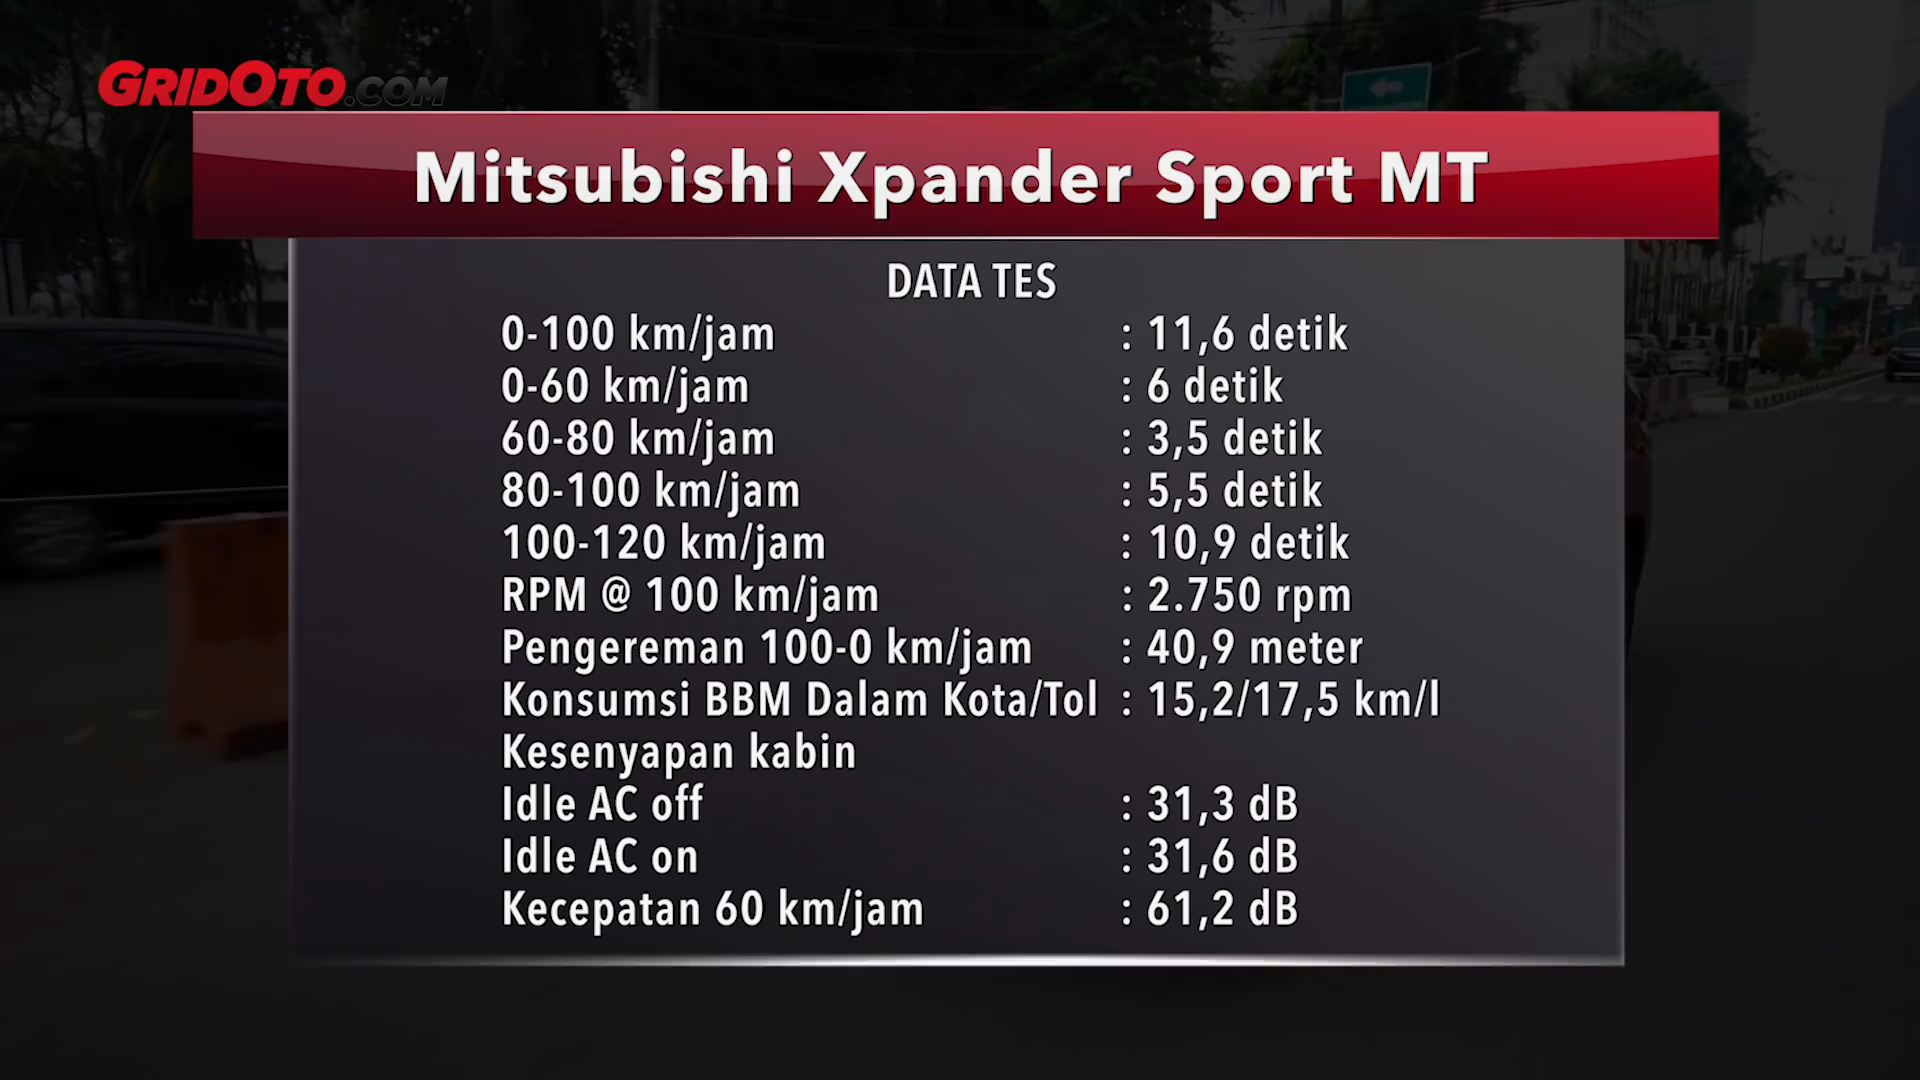 GRIDOTO.COM
Mitsubishi Xpander Sport MT
DATA TES
0-100 km/jam : 11,6 detik
0-60 km/jam : 6 detik
60-80 km/jam : 3,5 detik
80-100 km/jam : 5,5 detik
100-120 km/jam : 10,9 detik
RPM @ 100 km/jam : 2.750 rpm
Pengereman 100-0 km/jam : 40,9 meter
Konsumsi BBM Dalam Kota/Tol : 15,2/17,5 km/l
Kesenyapan kabin
Idle AC off : 31,3 dB
Idle AC on : 31,6 dB
Kecepatan 60 km/jam : 61,2 dB